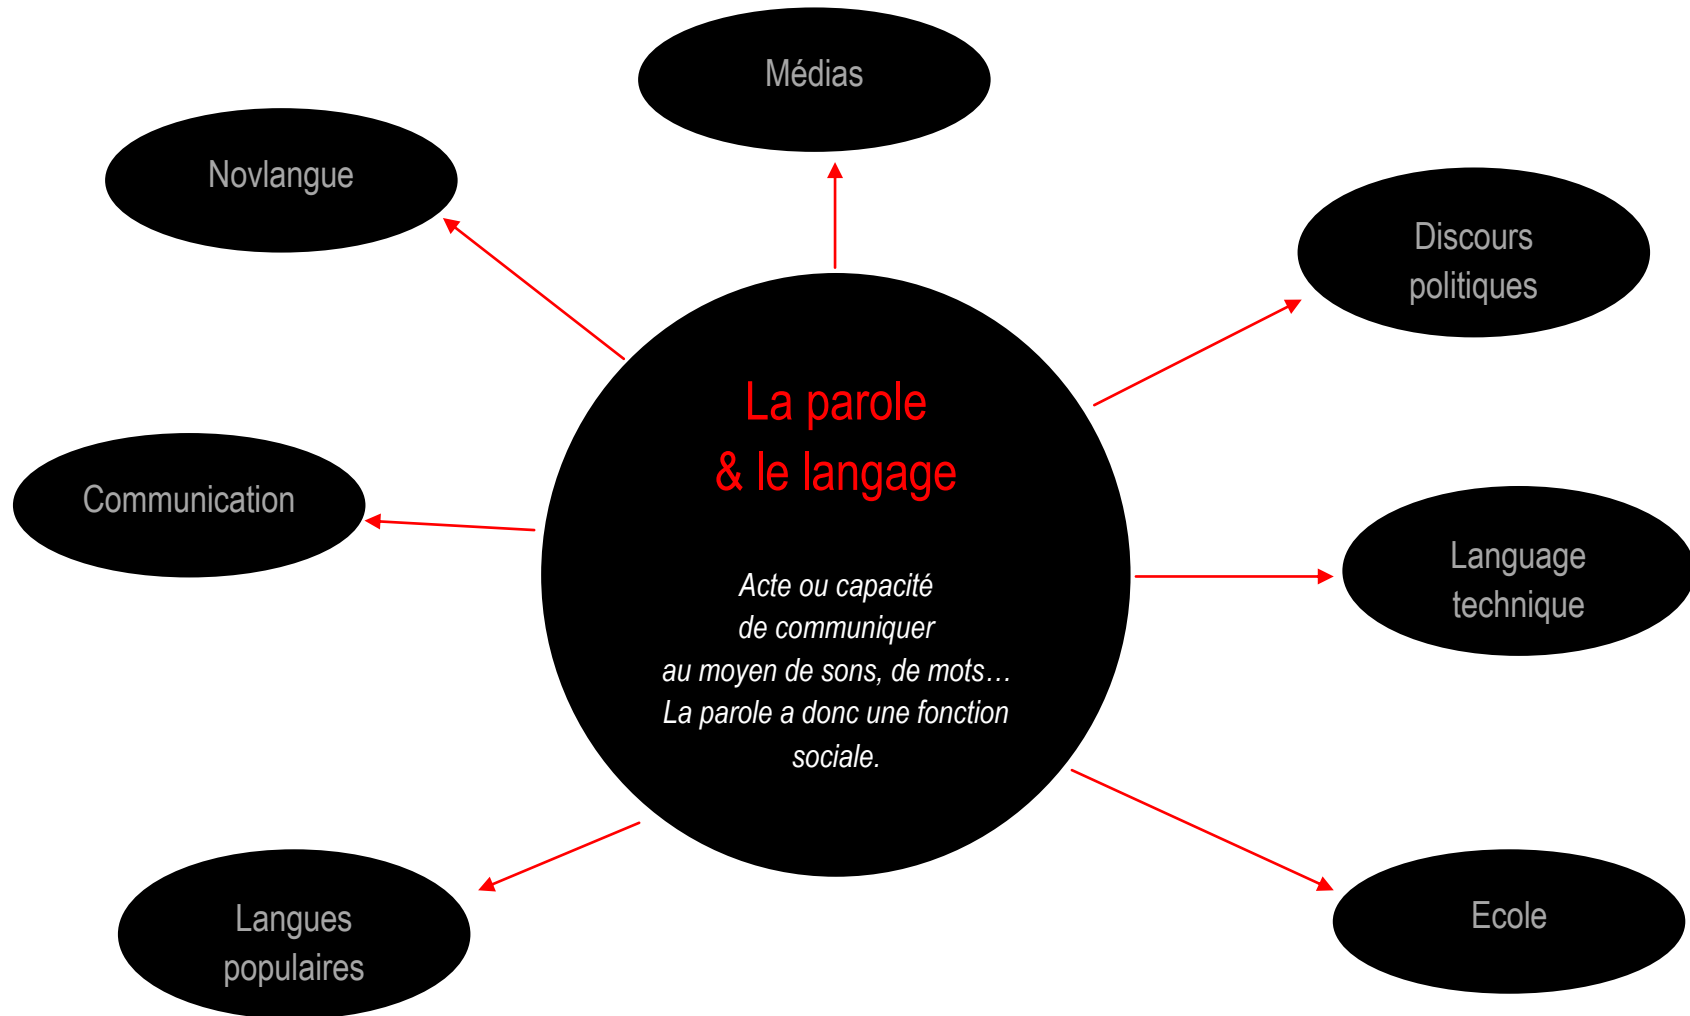 Médias
Novlangue
Discours
politiques
La parole
& le langage
Communication
Language
technique
Acte ou capacité
de communiquer
au moyen de sons, de mots…
La parole a donc une fonction
sociale.
Langues
populaires
Ecole